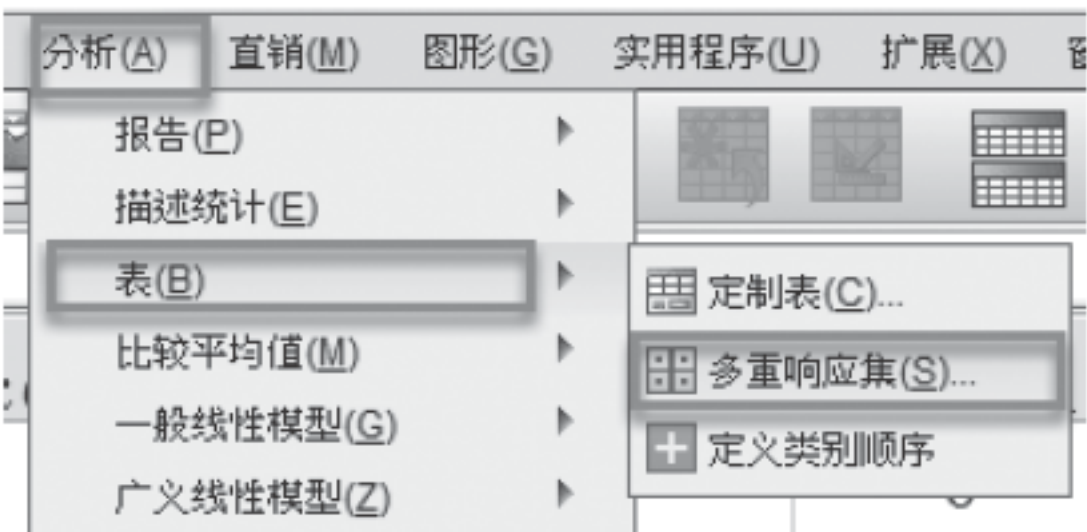 分析(A) 直销(M) 图形(G) 实用程序(U) 扩展(X)
报告(P)
描述统计(E)
表(B)
定制表(C)...
比较平均值(M)
多重响应集(S)...
一般线性模型(G)
定义类别顺序
广义线性模型(Z)